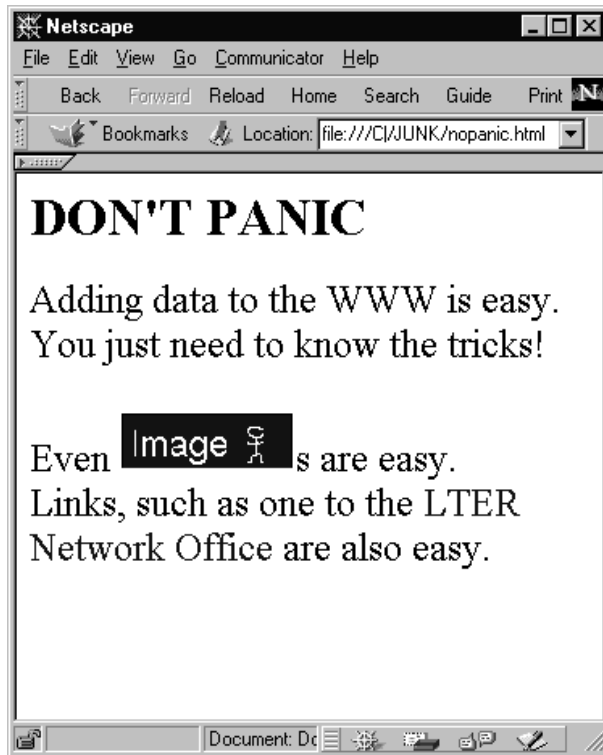 Netscape
File Edit View Go Communicator Help
Back Forward Reload Home Search Guide Print N
Bookmarks Location: file:///C|/JUNK/nopanic.html
DON'T PANIC
Adding data to the WWW is easy.
You just need to know the tricks!
Even Image s are easy.
Links, such as one to the LTER
Network Office are also easy.
Document: Do